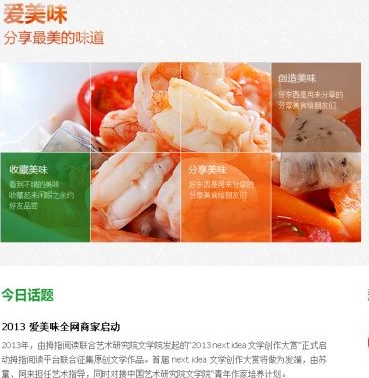 爱美味
分享最美的味道
创造美味
好东西是用来分享的
分享美食给朋友们
收藏美味
看到不错的美味
收藏起来闲暇之余约
好友品尝
分享美味
好东西是用来分享的
分享美食给朋友们
今日话题
2013 爱美味全网商家启动
2013年，由拇指阅读联合艺术研究院文学院发起的“2013 next idea 文学创作大赏”正式启
动拇指阅读平台联合征集原创文学作品。首届 next idea 文学创作大赏将做为发端，由苏
童、阿来担任艺术指导，同时对接中国艺术研究院文学院“青年作家培养计划。